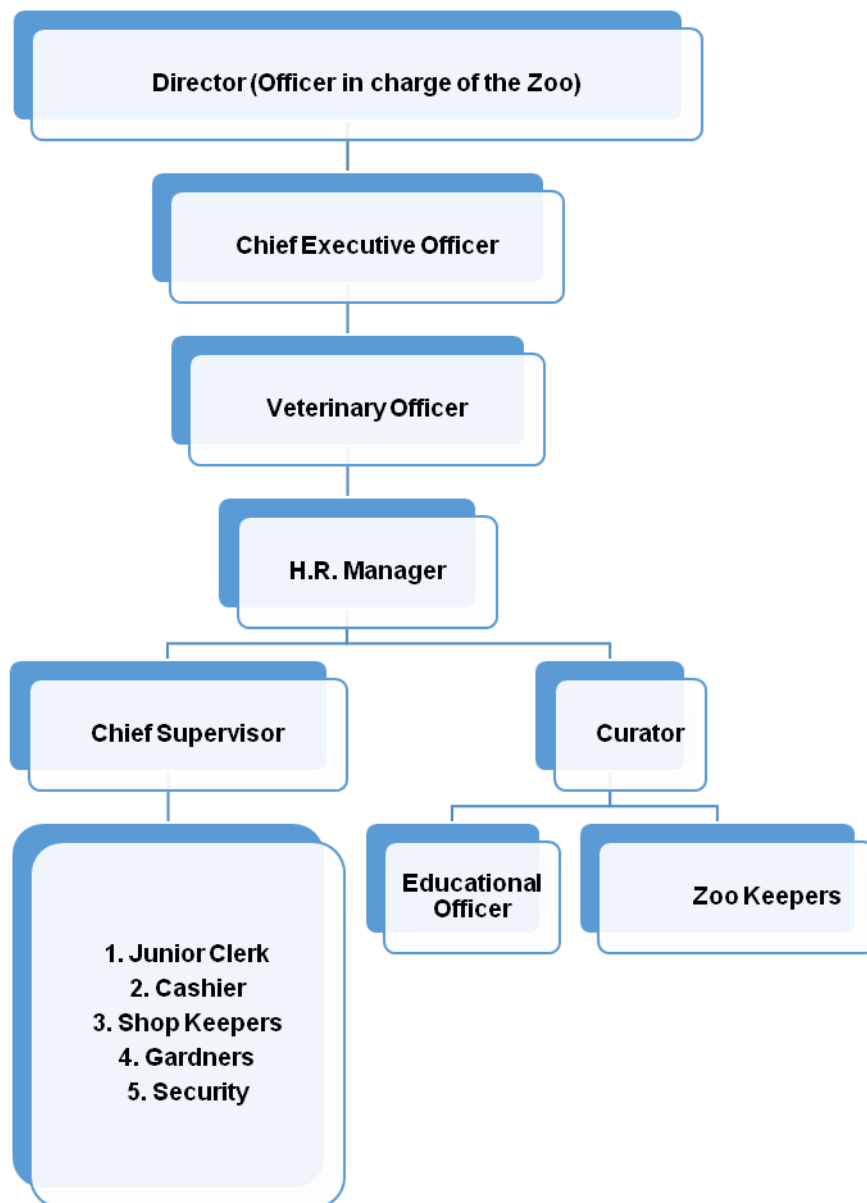 Director (Officer in charge of the Zoo)
Chief Executive Officer
Veterinary Officer
H.R. Manager
Chief Supervisor
Curator
Educational
Officer
Zoo Keepers
1. Junior Clerk
2. Cashier
3. Shop Keepers
4. Gardners
5. Security